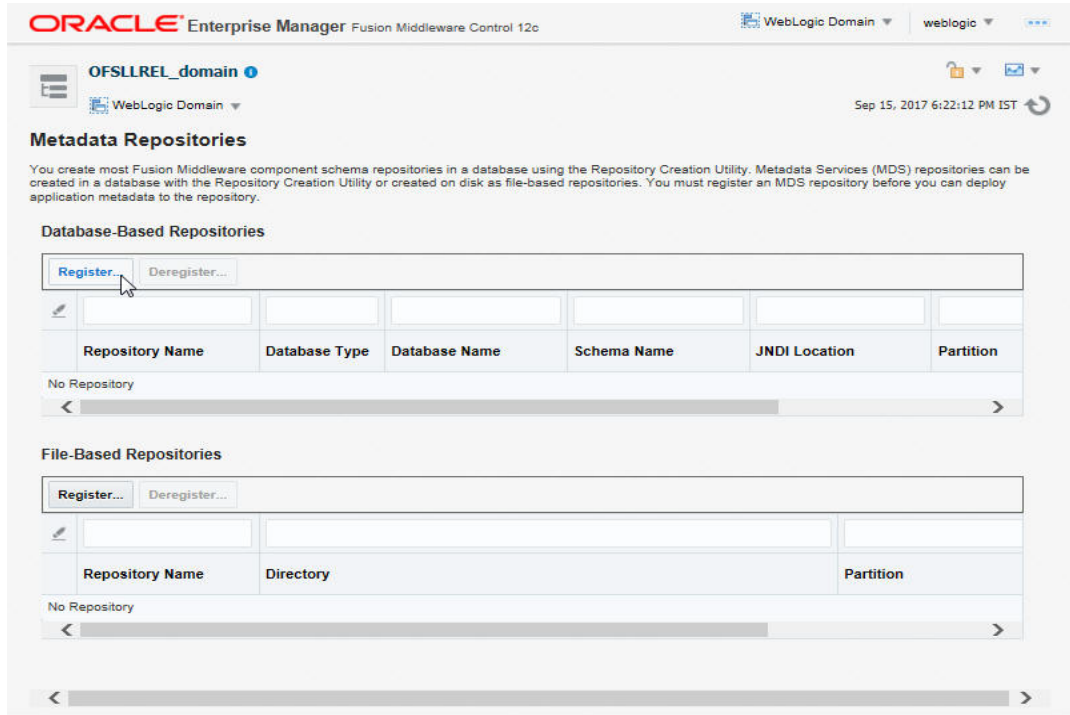 ORACLE Enterprise Manager Fusion Middleware Control 12c WebLogic Domain weblogic
OFSLLREL_domain
WebLogic Domain Sep 15, 2017 6:22:12 PM IST
Metadata Repositories
You create most Fusion Middleware component schema repositories in a database using the Repository Creation Utility. Metadata Services (MDS) repositories can be
created in a database with the Repository Creation Utility or created on disk as file-based repositories. You must register an MDS repository before you can deploy
application metadata to the repository.
Database-Based Repositories
Register... Deregister...
Repository Name Database Type Database Name Schema Name JNDI Location Partition
No Repository
File-Based Repositories
Register... Deregister...
Repository Name Directory Partition
No Repository